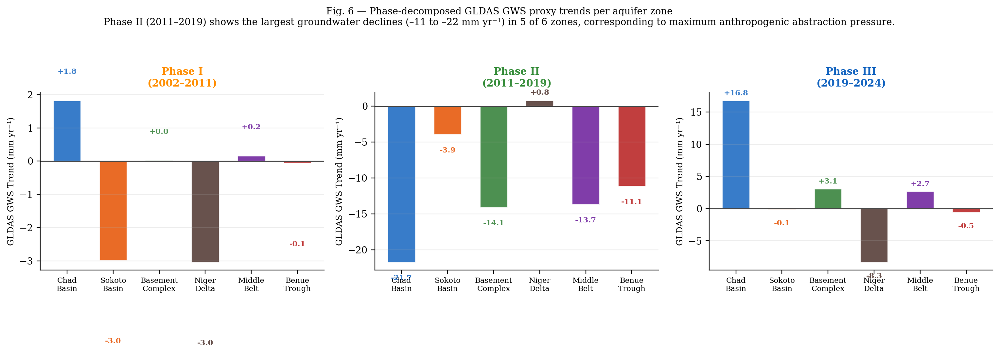 Fig. 6 — Phase-decomposed GLDAS GWS proxy trends per aquifer zone
Phase II (2011–2019) shows the largest groundwater declines (–11 to –22 mm yr⁻¹) in 5 of 6 zones, corresponding to maximum anthropogenic abstraction pressure.
Phase I
(2002–2011)
GLDAS GWS Trend (mm yr⁻¹)
2
1
0
−1
−2
−3
+1.8
-3.0
+0.0
-3.0
+0.2
-0.1
Chad
Basin
Sokoto
Basin
Basement
Complex
Niger
Delta
Middle
Belt
Benue
Trough
Phase II
(2011–2019)
GLDAS GWS Trend (mm yr⁻¹)
0
−5
−10
−15
−20
-21.7
-3.9
-14.1
+0.8
-13.7
-11.1
Chad
Basin
Sokoto
Basin
Basement
Complex
Niger
Delta
Middle
Belt
Benue
Trough
Phase III
(2019–2024)
GLDAS GWS Trend (mm yr⁻¹)
15
10
5
0
−5
+16.8
-0.1
+3.1
-8.3
+2.7
-0.5
Chad
Basin
Sokoto
Basin
Basement
Complex
Niger
Delta
Middle
Belt
Benue
Trough